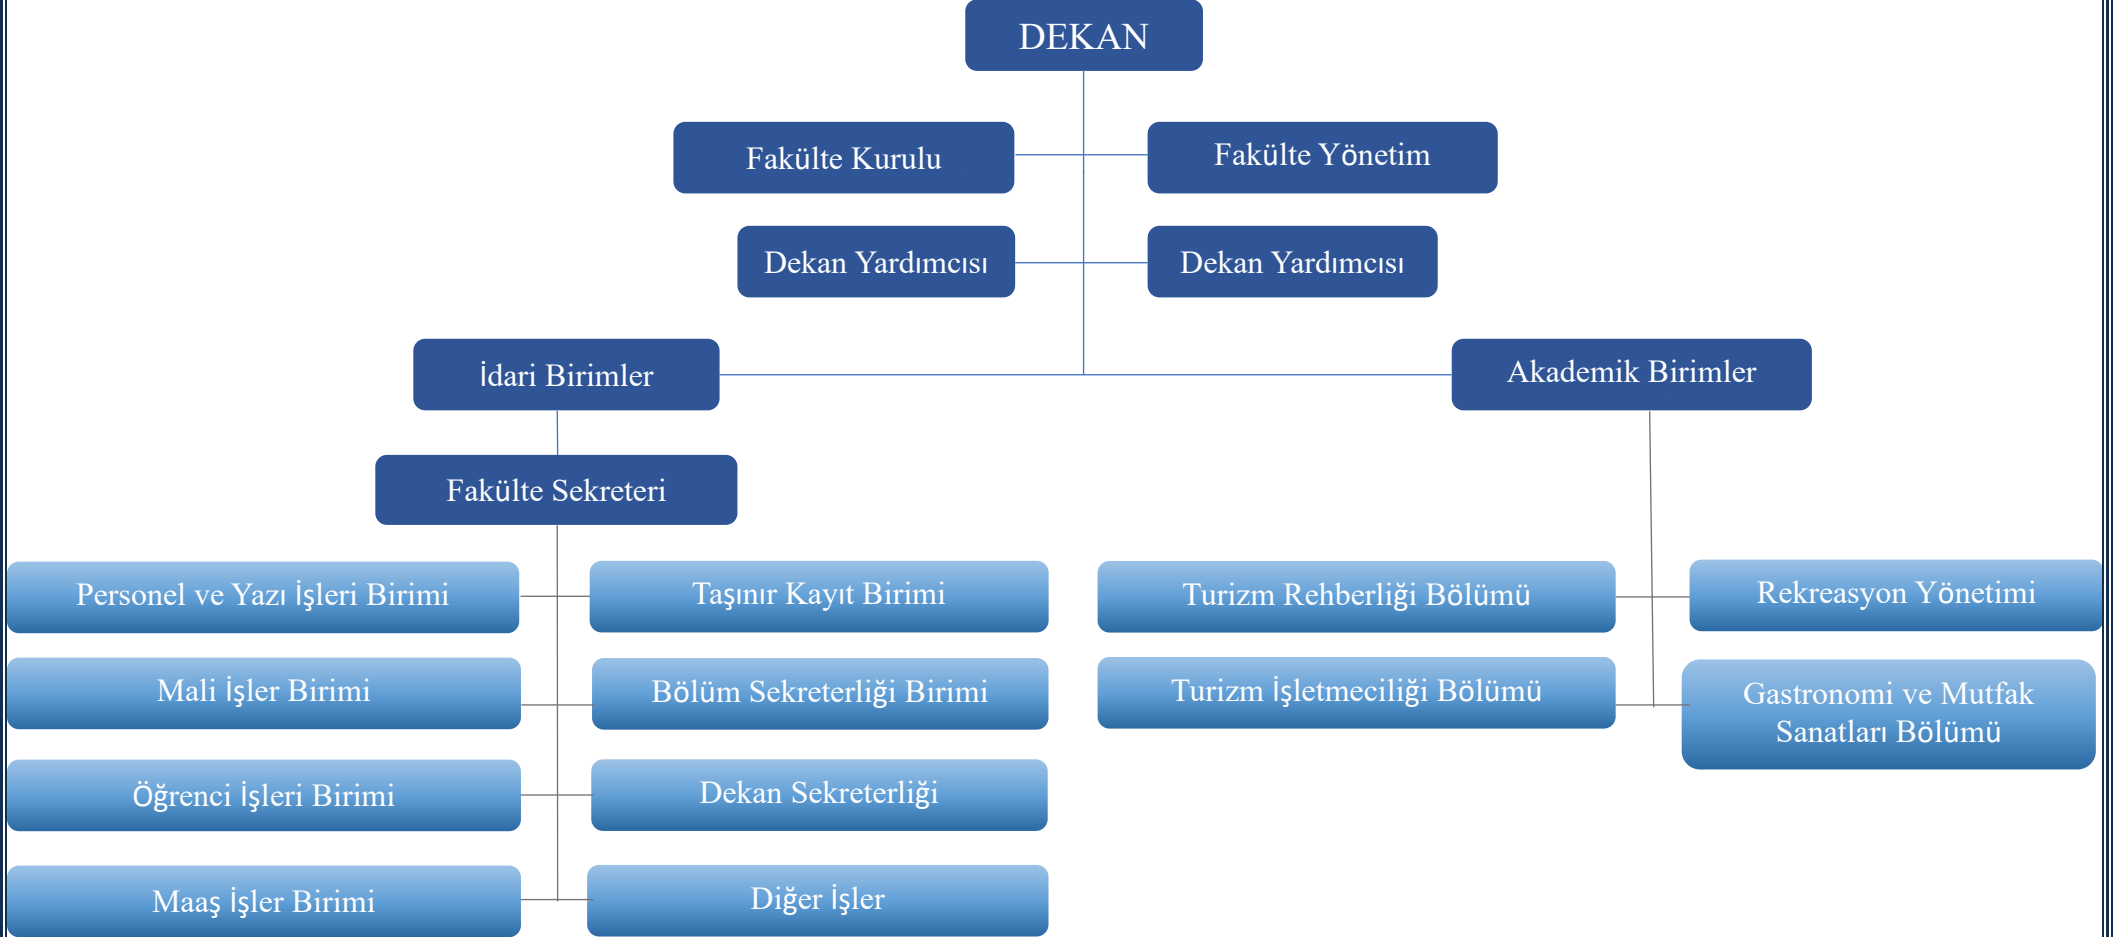 DEKAN
Fakülte Kurulu
Fakülte Yönetim
Dekan Yardımcısı
Dekan Yardımcısı
İdari Birimler
Akademik Birimler
Fakülte Sekreteri
Personel ve Yazı İşleri Birimi
Taşınır Kayıt Birimi
Turizm Rehberliği Bölümü
Rekreasyon Yönetimi
Mali İşler Birimi
Bölüm Sekreterliği Birimi
Turizm İşletmeciliği Bölümü
Gastronomi ve Mutfak
Sanatları Bölümü
Öğrenci İşleri Birimi
Dekan Sekreterliği
Maaş İşler Birimi
Diğer İşler